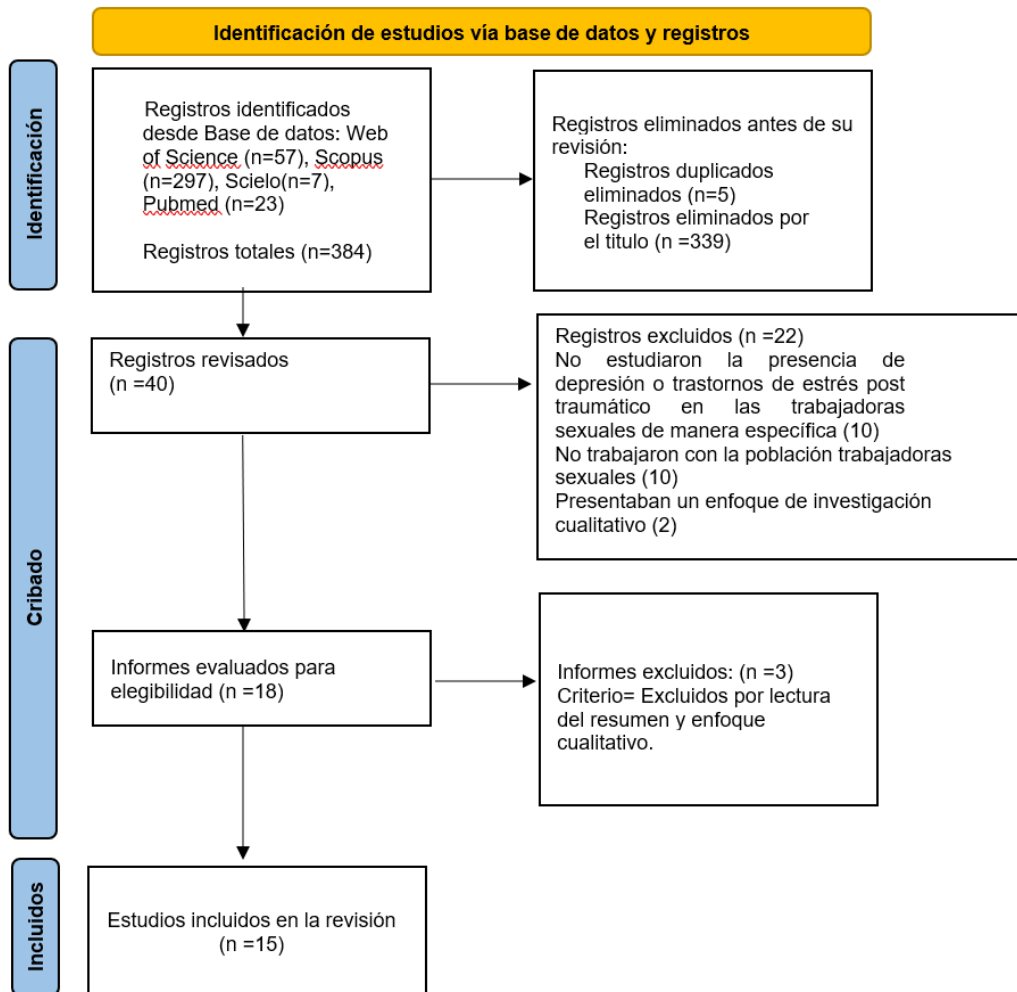 Identificación de estudios vía base de datos y registros
Identificación
Registros identificados
desde Base de datos: Web
of Science (n=57), Scopus
(n=297), Scielo(n=7),
Pubmed (n=23)
Registros totales (n=384)
Registros eliminados antes de su
revisión:
Registros duplicados
eliminados (n=5)
Registros eliminados por
el titulo (n =339)
Cribado
Registros revisados
(n =40)
Registros excluidos (n =22)
No estudiaron la presencia de
depresión o trastornos de estrés post
traumático en las trabajadoras
sexuales de manera específica (10)
No trabajaron con la población trabajadoras
sexuales (10)
Presentaban un enfoque de investigación
cualitativo (2)
Informes evaluados para
elegibilidad (n =18)
Informes excluidos: (n =3)
Criterio= Excluidos por lectura
del resumen y enfoque
cualitativo.
Incluidos
Estudios incluidos en la revisión
(n =15)